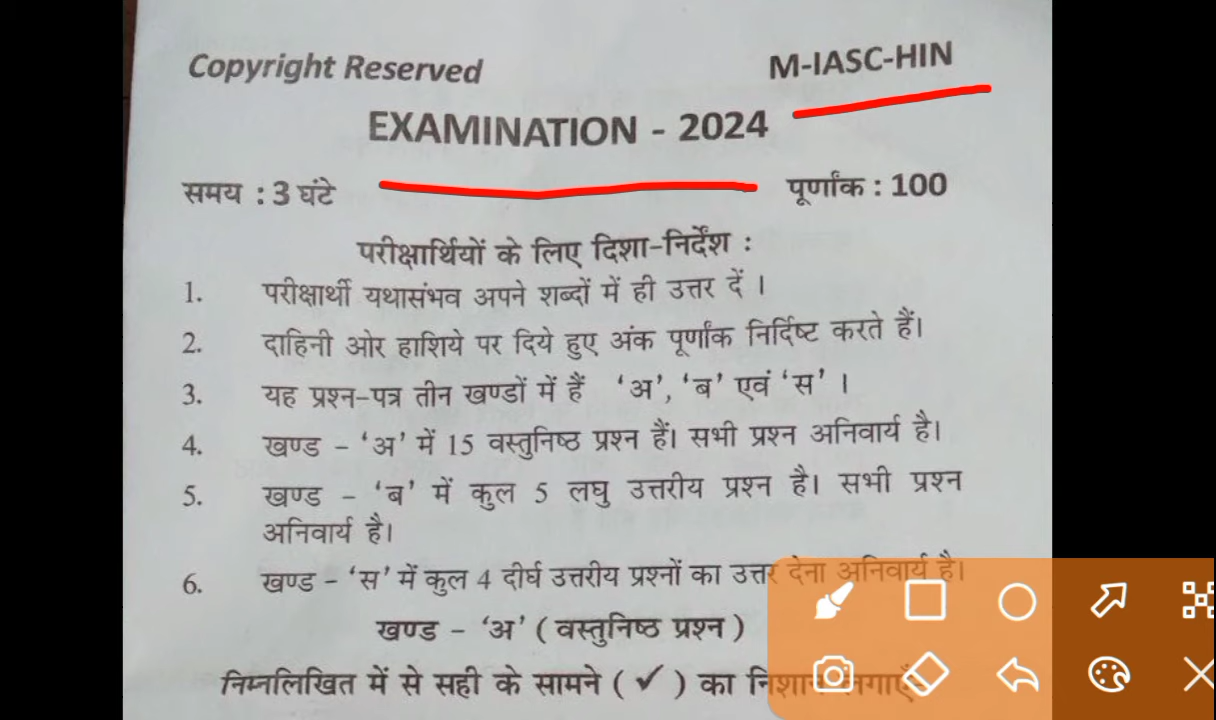 Copyright Reserved
M-IASC-HIN
EXAMINATION - 2024
समय : 3 घंटे
पूर्णांक : 100
परीक्षार्थियों के लिए दिशा-निर्देश :
1. परीक्षार्थी यथासंभव अपने शब्दों में ही उत्तर दें ।
2. दाहिनी ओर हाशिये पर दिये हुए अंक पूर्णांक निर्दिष्ट करते हैं।
3. यह प्रश्न-पत्र तीन खण्डों में हैं 'अ', 'ब' एवं 'स' ।
4. खण्ड - 'अ' में 15 वस्तुनिष्ठ प्रश्न हैं। सभी प्रश्न अनिवार्य है।
5. खण्ड - 'ब' में कुल 5 लघु उत्तरीय प्रश्न है। सभी प्रश्न
अनिवार्य है।
6. खण्ड - 'स' में कुल 4 दीर्घ उत्तरीय प्रश्नों का उत्तर देना अनिवार्य है।
खण्ड - 'अ' ( वस्तुनिष्ठ प्रश्न )
निम्नलिखित में से सही के सामने ( ✓ ) का निशान लगाएँ-